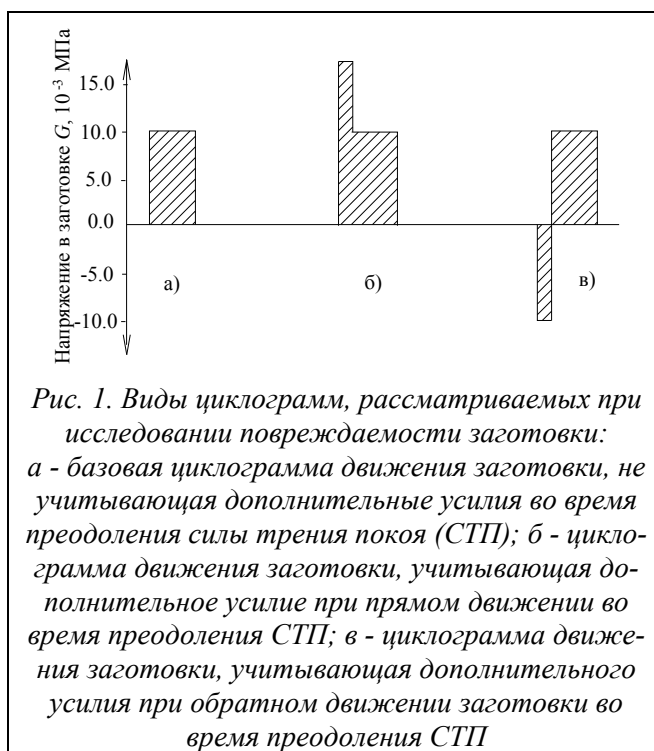 Напряжение в заготовке G, 10⁻³ МПа
15.0
10.0
5.0
0.0
-5.0
-10.0
а)
б)
в)
Рис. 1. Виды циклограмм, рассматриваемых при
исследовании повреждаемости заготовки:
а - базовая циклограмма движения заготовки, не
учитывающая дополнительные усилия во время
преодоления силы трения покоя (СТП); б - цикло-
грамма движения заготовки, учитывающая до-
полнительное усилие при прямом движении во
время преодоления СТП; в - циклограмма движе-
ния заготовки, учитывающая дополнительного
усилия при обратном движении заготовки во
время преодоления СТП